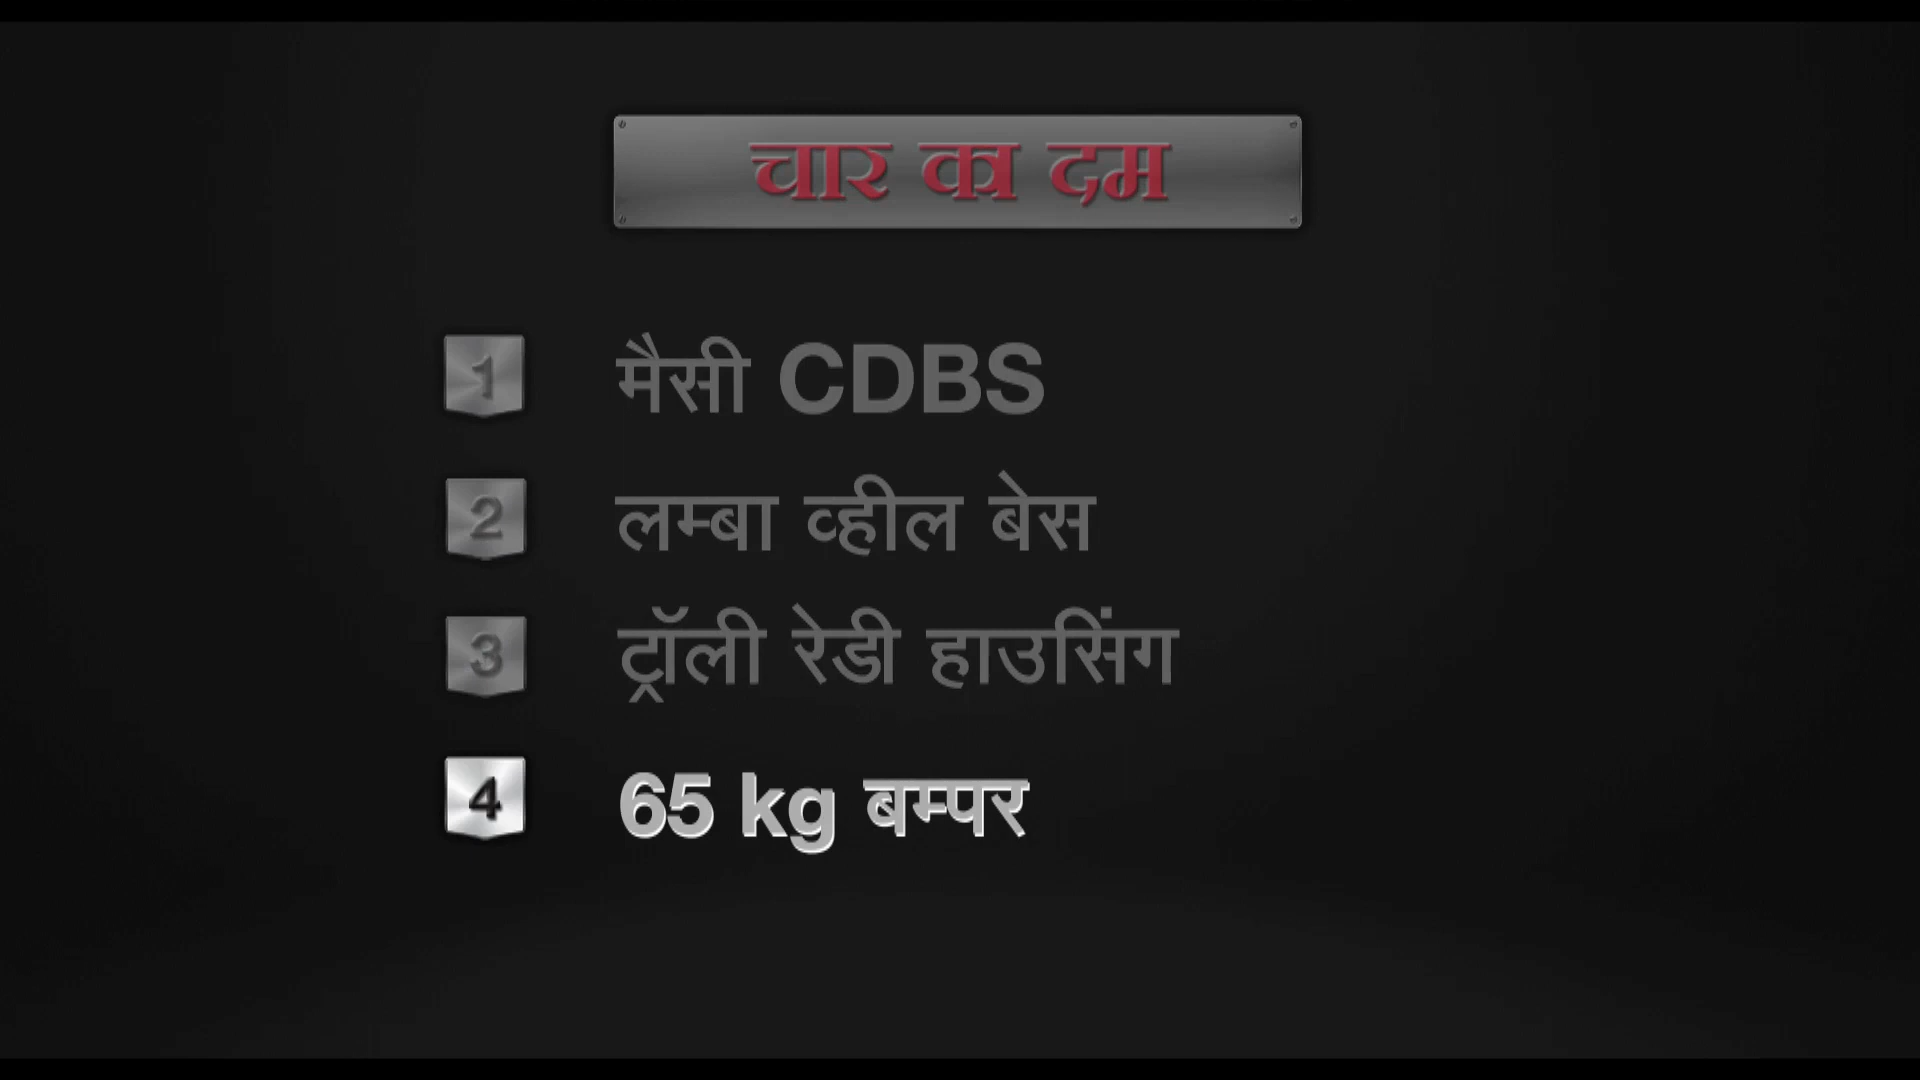 चार का दम
1 मैसी CDBS
2 लम्बा व्हील बेस
3 ट्रॉली रेडी हाउसिंग
4 65 kg बम्पर